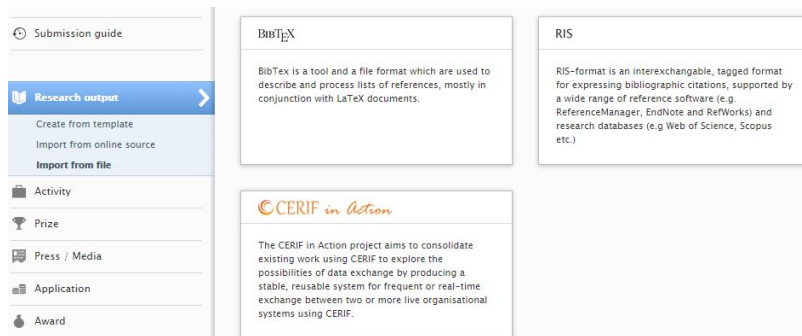 Submission guide
Research output
Create from template
Import from online source
Import from file
Activity
Prize
Press / Media
Application
Award
BIBTEX
BibTex is a tool and a file format which are used to
describe and process lists of references, mostly in
conjunction with LaTeX documents.
RIS
RIS-format is an interexchangable, tagged format
for expressing bibliographic citations, supported by
a wide range of reference software (e.g.
ReferenceManager, EndNote and RefWorks) and
research databases (e.g Web of Science, Scopus
etc.)
CERIF in Action
The CERIF in Action project aims to consolidate
existing work using CERIF to explore the
possibilities of data exchange by producing a
stable, reusable system for frequent or real-time
exchange between two or more live organisational
systems using CERIF.